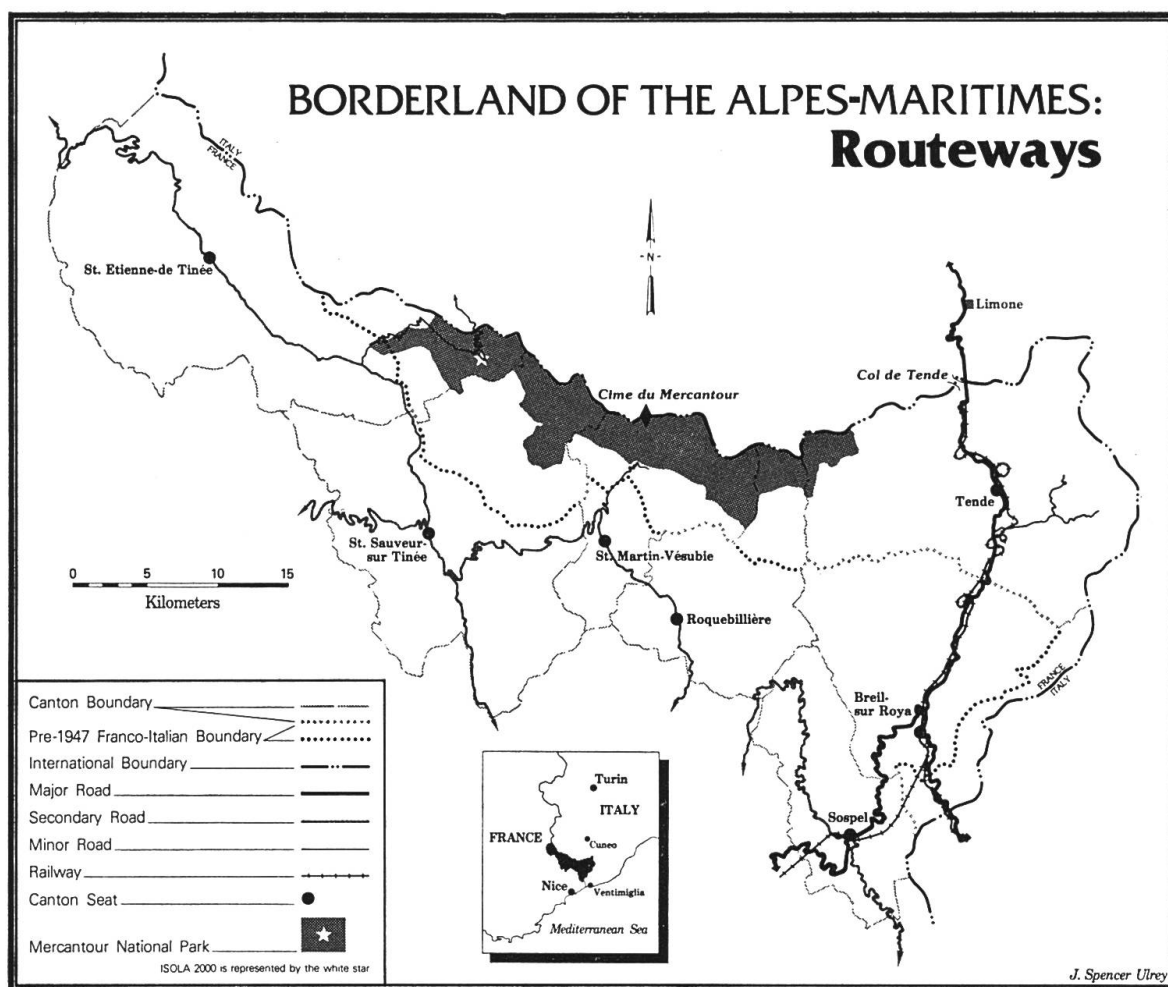 BORDERLAND OF THE ALPES-MARITIMES:
Routeways
ITALY
FRANCE
St. Etienne-de Tinée
-N-
Limone
Col de Tende
Cime du Mercantour
Tende
St. Sauveur-
sur Tinée
St. Martin-Vésubie
0 5 10 15
Kilometers
Roquebillière
FRANCE
ITALY
Breil-
sur Roya
Sospel
Canton Boundary
Pre-1947 Franco-Italian Boundary
International Boundary
Major Road
Secondary Road
Minor Road
Railway
Canton Seat
Mercantour National Park
ISOLA 2000 is represented by the white star
Turin
ITALY
FRANCE
Cuneo
Nice
Ventimiglia
Mediterranean Sea
J. Spencer Ulrey